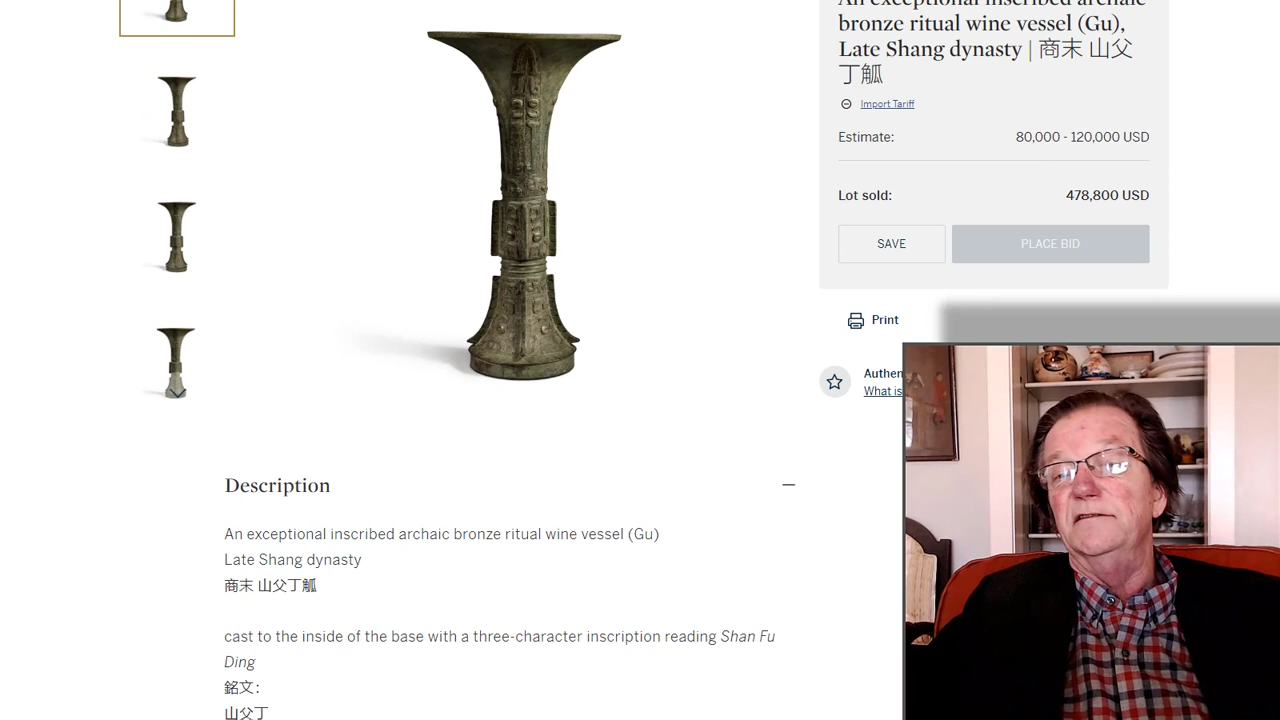 An exceptional inscribed archaic
bronze ritual wine vessel (Gu),
Late Shang dynasty | 商末 山父
丁觚
Import Tariff
Estimate: 80,000 - 120,000 USD
Lot sold: 478,800 USD
SAVE PLACE BID
Print
Authen
What is
Description
An exceptional inscribed archaic bronze ritual wine vessel (Gu)
Late Shang dynasty
商末 山父丁觚
cast to the inside of the base with a three-character inscription reading Shan Fu
Ding
銘文：
山父丁